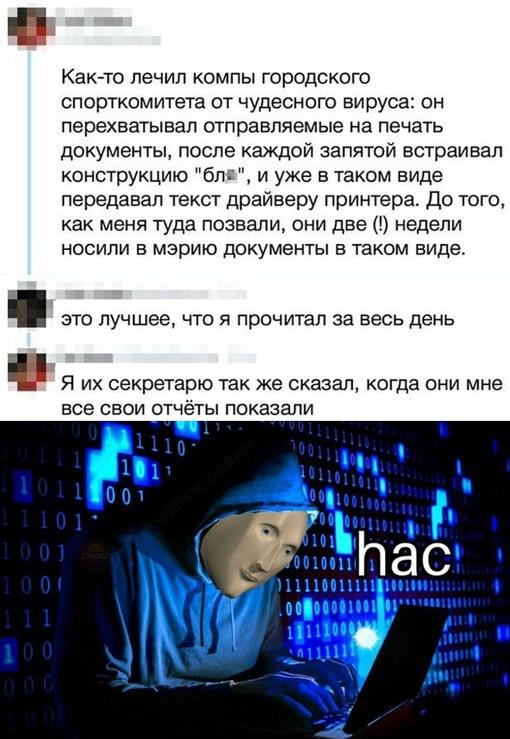 Как-то лечил компы городского
спорткомитета от чудесного вируса: он
перехватывал отправляемые на печать
документы, после каждой запятой встраивал
конструкцию "бл
", и уже в таком виде
передавал текст драйверу принтера. До того,
как меня туда позвали, они две (!) недели
носили в мэрию документы в таком виде.
это лучшее, что я прочитал за весь день
Я их секретарю так же сказал, когда они мне
все свои отчёты показали
hac
u/EfficaciousBean